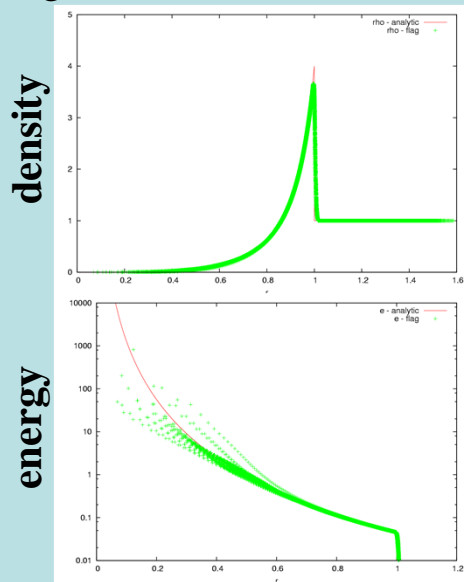 density
5
4
3
2
1
0
rho - analytic
rho - flag
0 0.2 0.4 0.6 0.8 1 1.2 1.4 1.6
r
energy
10000
1000
100
10
1
0.1
0.01
e - analytic
e - flag
0 0.2 0.4 0.6 0.8 1 1.2